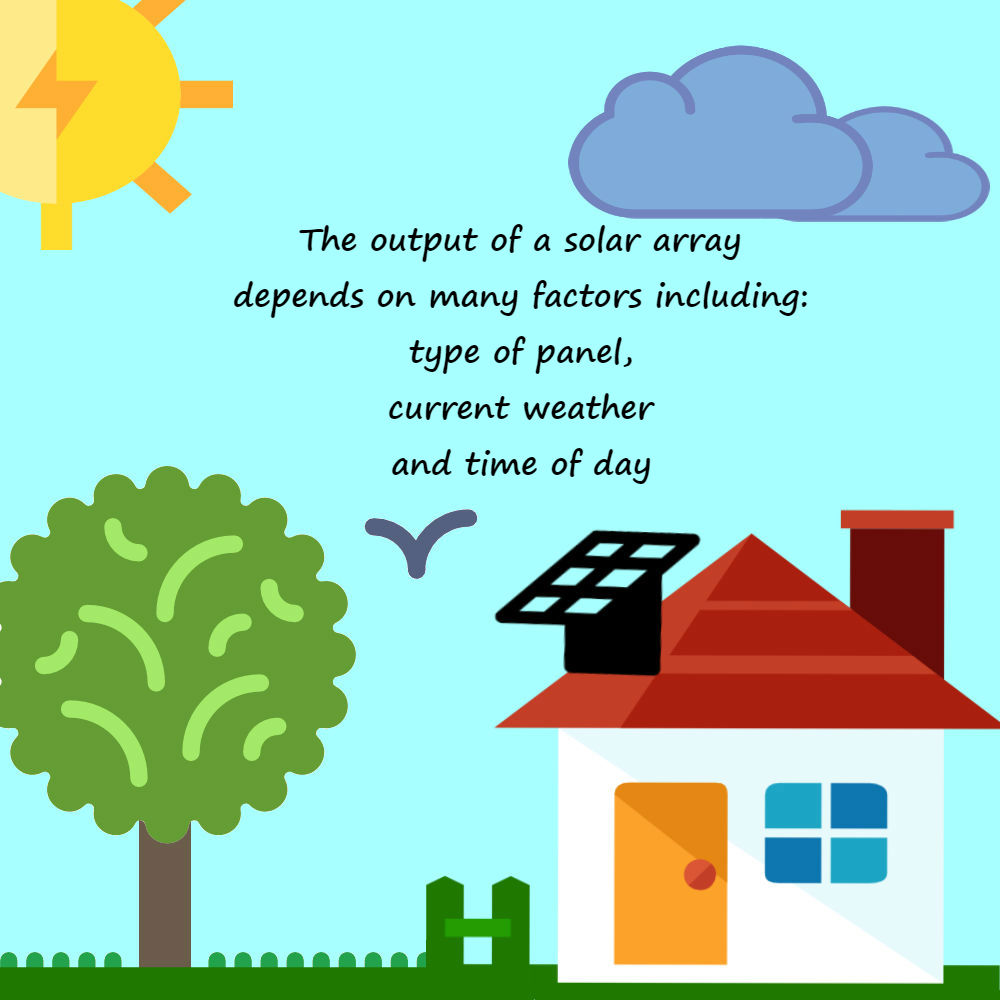 The output of a solar array
depends on many factors including:
type of panel,
current weather
and time of day